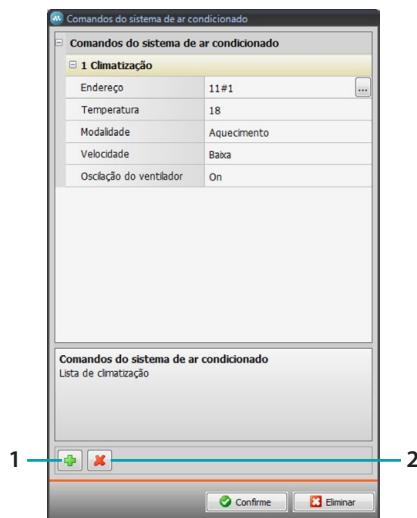 Comandos do sistema de ar condicionado
Comandos do sistema de ar condicionado
1 Climatização
Endereço 11#1 ...
Temperatura 18
Modalidade Aquecimento
Velocidade Baixa
Oscilação do ventilador On
Comandos do sistema de ar condicionado
Lista de climatização
1 2
Confirme Eliminar